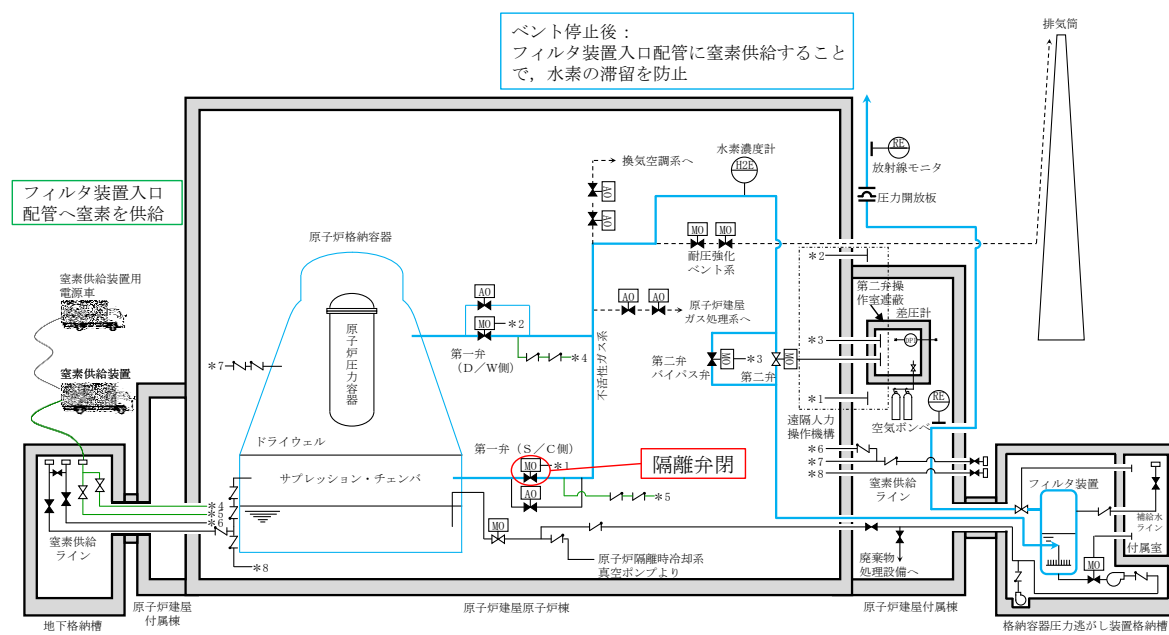 ベント停止後：
フィルタ装置入口配管に窒素供給すること
で，水素の滞留を防止
排気筒
フィルタ装置入口
配管へ窒素を供給
換気空調系へ
水素濃度計
H2E
RE
放射線モニタ
圧力開放板
AO
AO
原子炉格納容器
MO
MO
耐圧強化
ベント系
＊2
窒素供給装置用
電源車
AO
MO
＊2
AO
AO
原子炉建屋
ガス処理系へ
第二弁操
作室遮蔽
差圧計
原子炉圧力容器
第一弁
（D／W側）
＊4
不活性ガス系
第二弁
バイパス弁
MO
＊3
第二弁
MO
＊3
DPI
＊7
窒素供給装置
＊1
RE
空気ボンベ
遠隔人力
操作機構
ドライウェル
第一弁（S／C側）
MO
＊1
隔離弁閉
サプレッション・チェンバ
AO
＊5
＊6
＊7
＊8
窒素供給
ライン
フィルタ装置
補給水
ライン
付属室
＊4
＊5
＊6
窒素供給
ライン
MO
＊8
原子炉隔離時冷却系
真空ポンプより
廃棄物
処理設備へ
MO
地下格納槽
原子炉建屋
付属棟
原子炉建屋原子炉棟
原子炉建屋付属棟
格納容器圧力逃がし装置格納槽